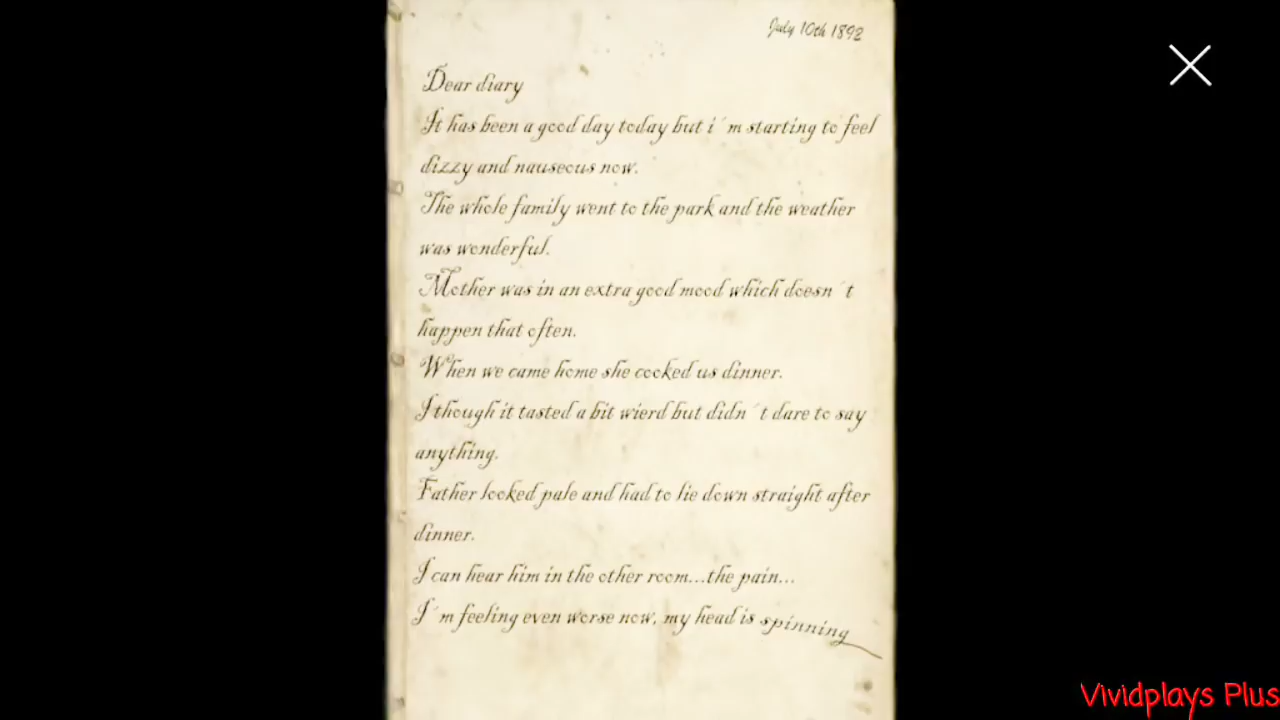 July 10th 1892
Dear diary
It has been a good day today but i´m starting to feel
dizzy and nauseous now.
The whole family went to the park and the weather
was wonderful.
Mother was in an extra good mood which doesn´t
happen that often.
When we came home she cooked us dinner.
I though it tasted a bit wierd but didn´t dare to say
anything.
Father looked pale and had to lie down straight after
dinner.
I can hear him in the other room...the pain...
I´m feeling even worse now, my head is spinning
Vividplays Plus